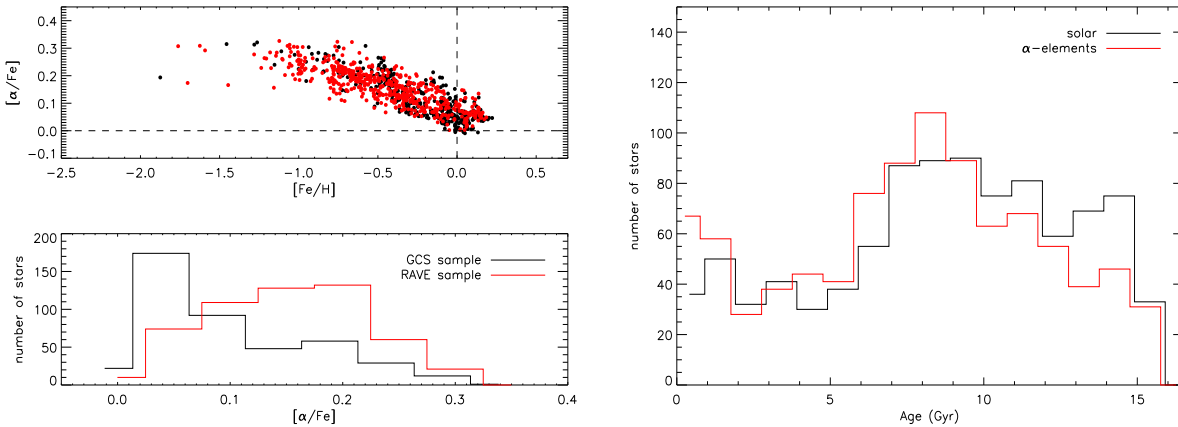 [α/Fe]
0.4
0.3
0.2
0.1
0.0
−0.1
−2.5 −2.0 −1.5 −1.0 −0.5 0.0 0.5
[Fe/H]
number of stars
200
150
100
50
0
GCS sample
RAVE sample
0.0 0.1 0.2 0.3 0.4
[α/Fe]
number of stars
140
120
100
80
60
40
20
0
solar
α−elements
0 5 10 15
Age (Gyr)